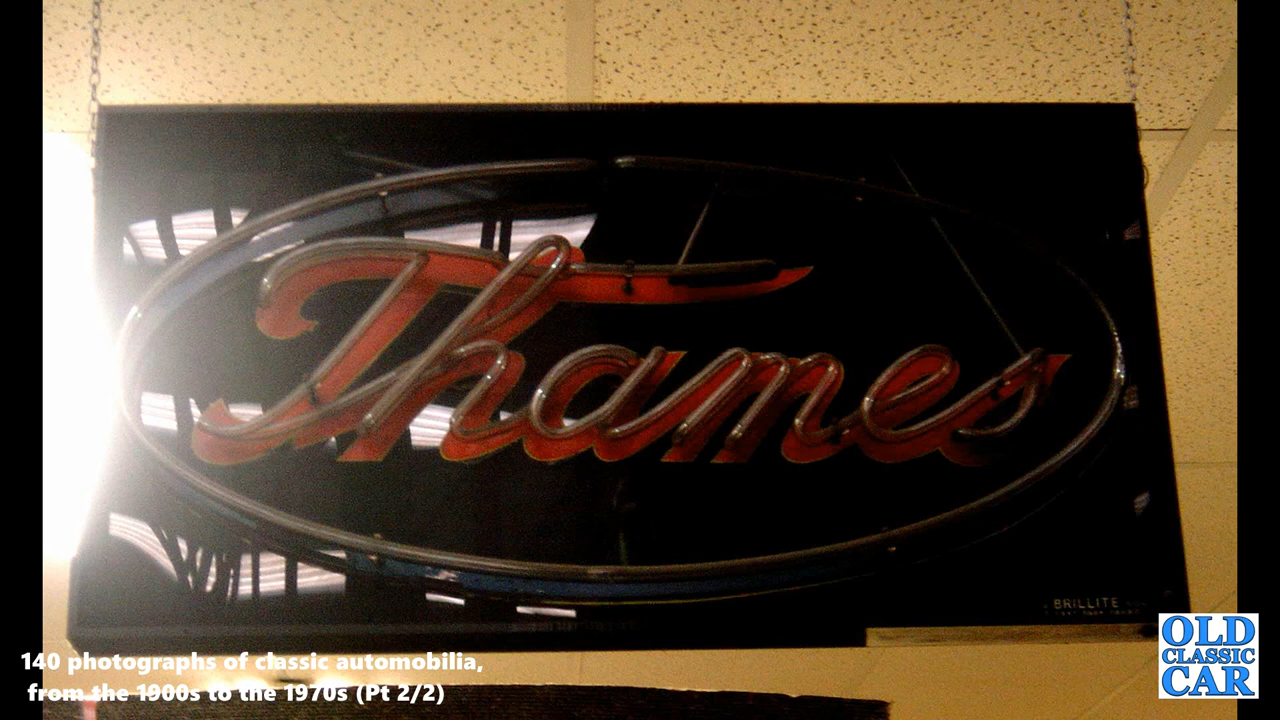 Thames
BRILLITE
140 photographs of classic automobilia,
from the 1900s to the 1970s (Pt 2/2)
OLD
CLASSIC
CAR